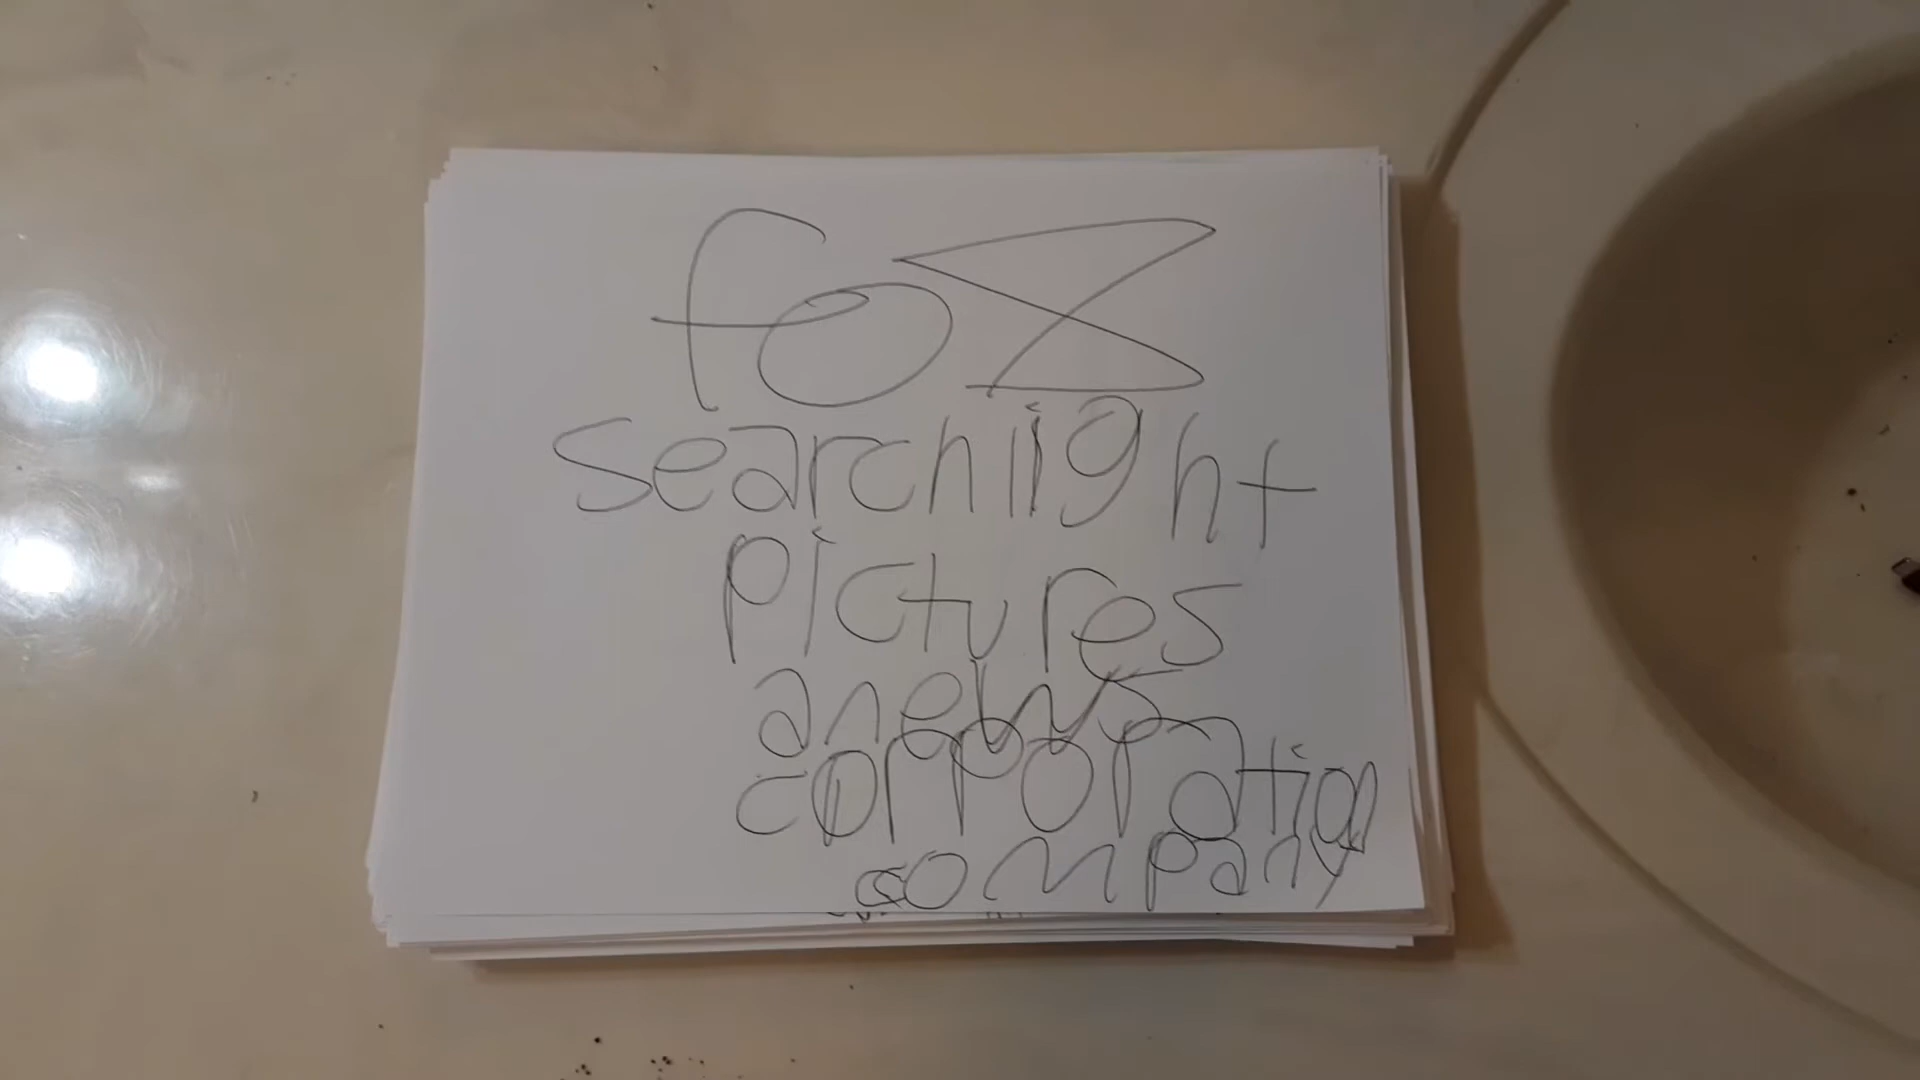 fox
searchlight
pictures
a news
corporation
company